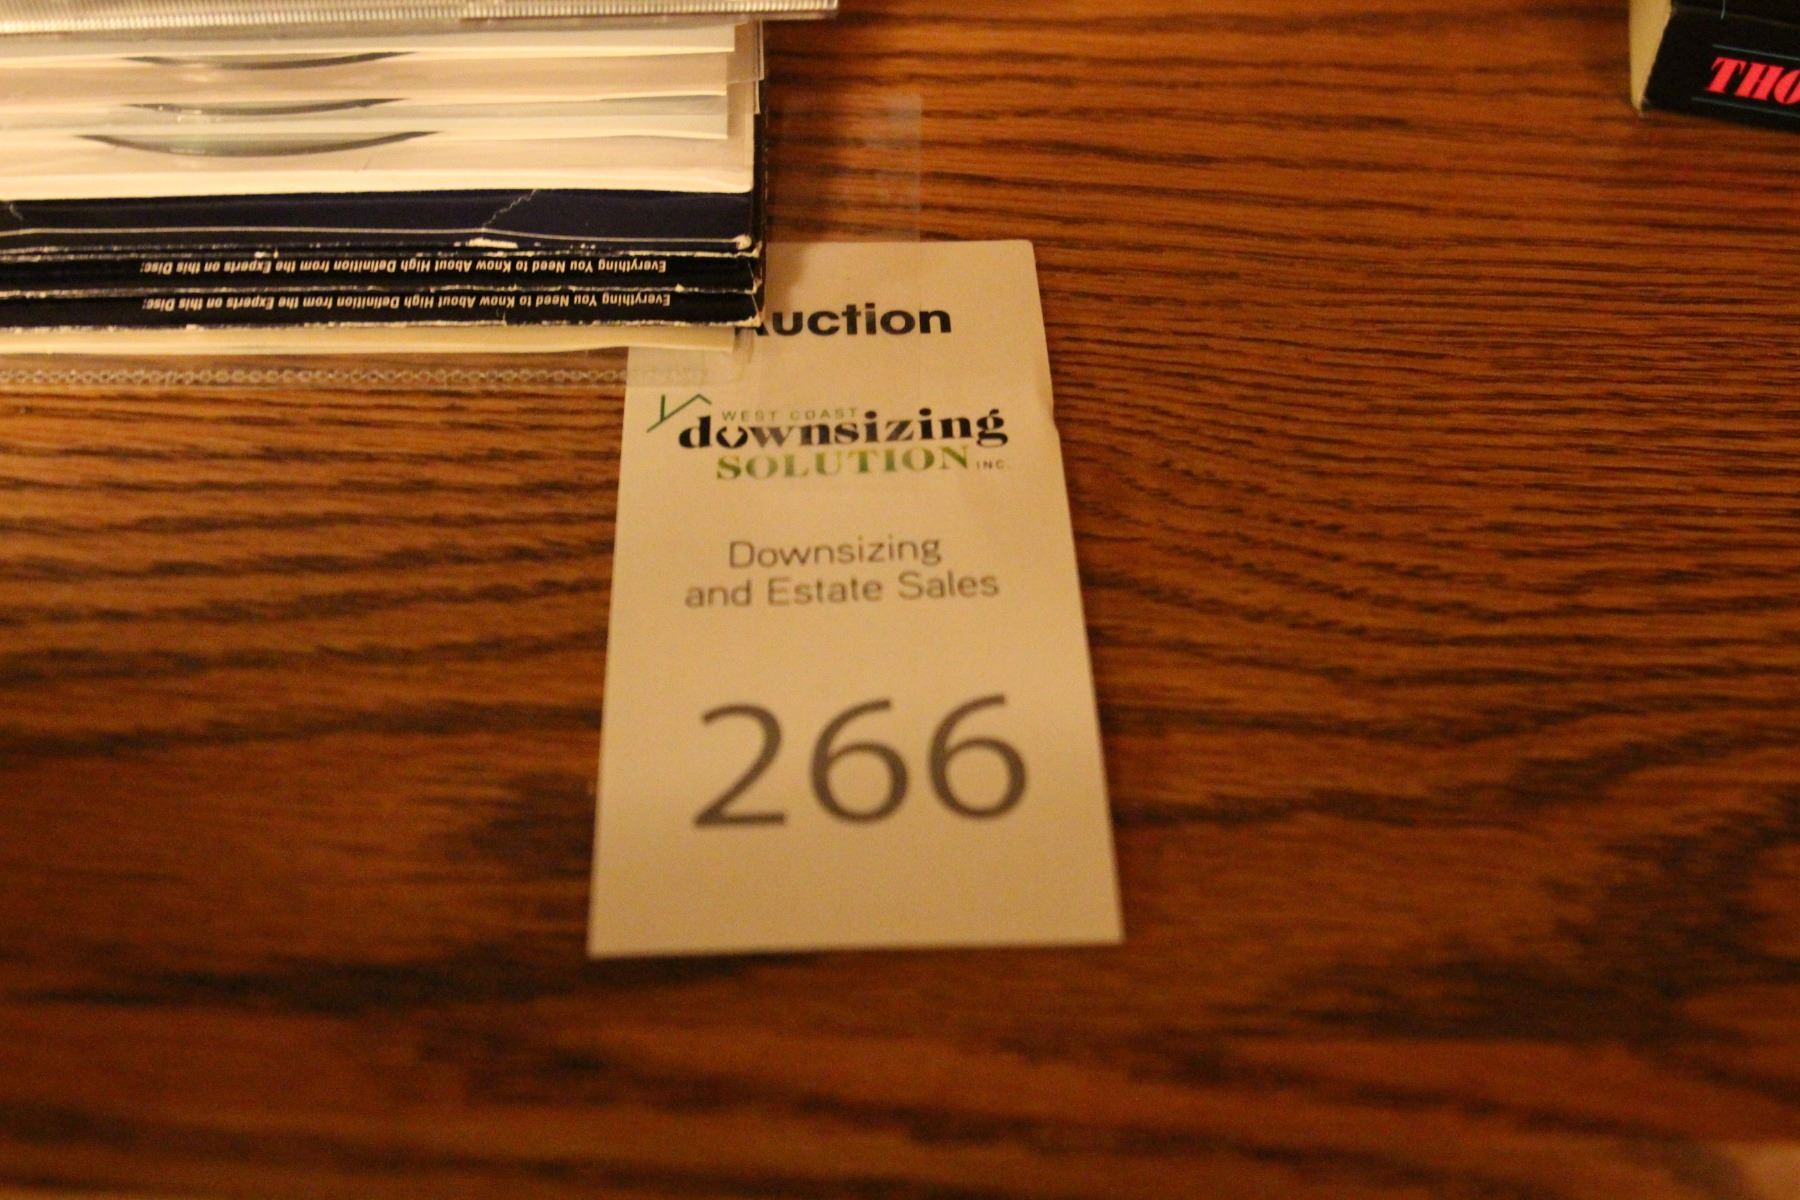 THO
Everything You Need to Know About High Definition from the Experts on this Disc:
Everything You Need to Know About High Definition from the Experts on this Disc:
Auction
WEST COAST
downsizing
SOLUTION INC.
Downsizing
and Estate Sales
266